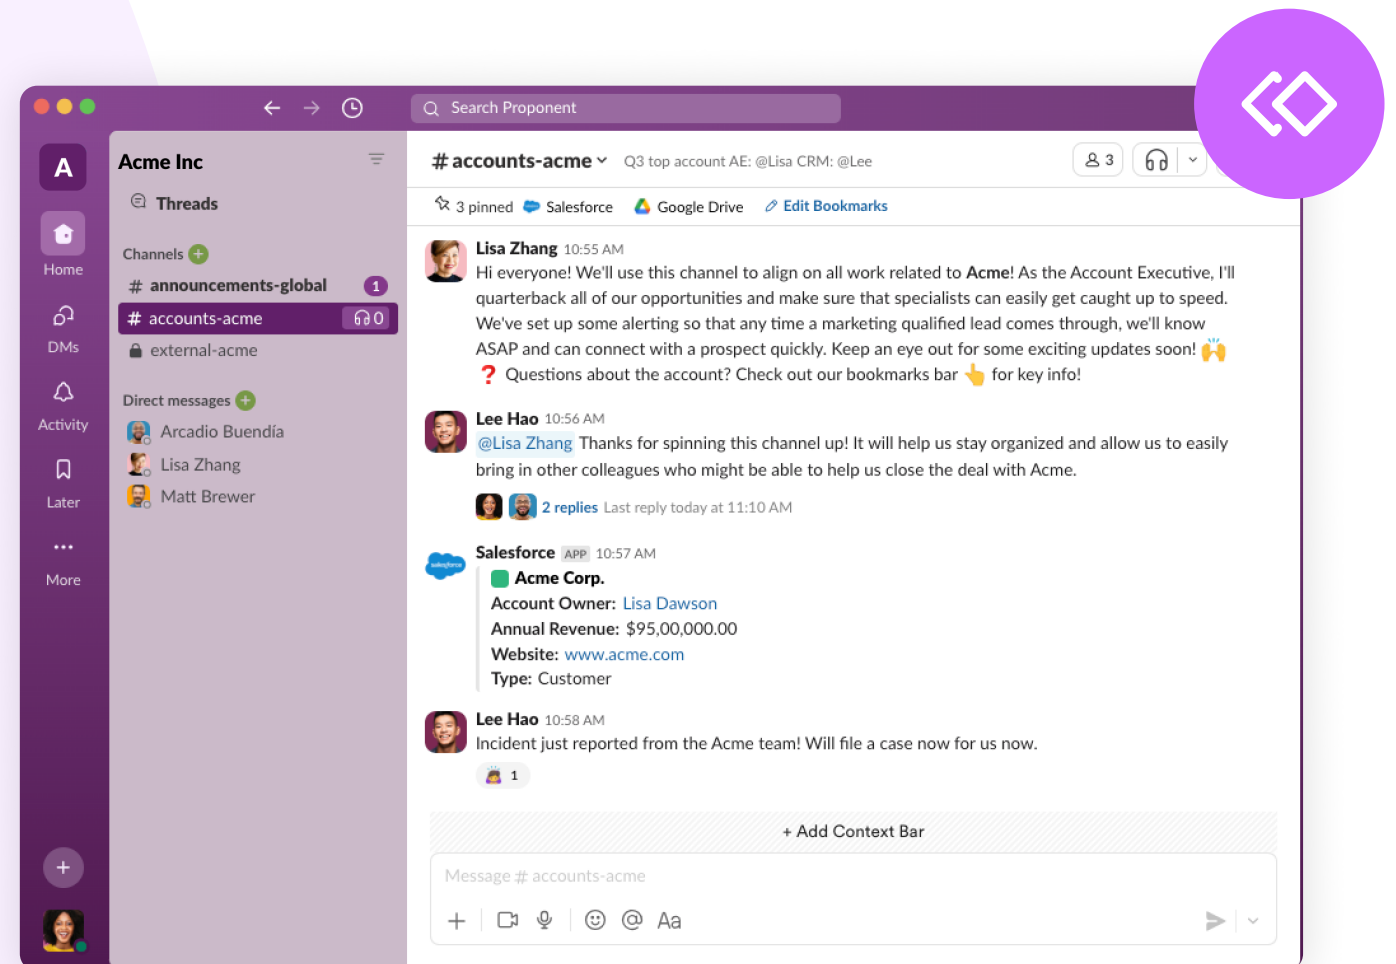 Search Proponent
A
Home
DMs
Activity
Later
More
Acme Inc
Threads
Channels
# announcements-global 1
# accounts-acme 0
external-acme
Direct messages
Arcadio Buendía
Lisa Zhang
Matt Brewer
# accounts-acme Q3 top account AE: @Lisa CRM: @Lee 3
3 pinned Salesforce Google Drive Edit Bookmarks
Lisa Zhang 10:55 AM
Hi everyone! We'll use this channel to align on all work related to Acme! As the Account Executive, I'll
quarterback all of our opportunities and make sure that specialists can easily get caught up to speed.
We've set up some alerting so that any time a marketing qualified lead comes through, we'll know
ASAP and can connect with a prospect quickly. Keep an eye out for some exciting updates soon! 🙌
❓ Questions about the account? Check out our bookmarks bar 👆 for key info!
Lee Hao 10:56 AM
@Lisa Zhang Thanks for spinning this channel up! It will help us stay organized and allow us to easily
bring in other colleagues who might be able to help us close the deal with Acme.
2 replies Last reply today at 11:10 AM
salesforce
Salesforce APP 10:57 AM
Acme Corp.
Account Owner: Lisa Dawson
Annual Revenue: $95,00,000.00
Website: www.acme.com
Type: Customer
Lee Hao 10:58 AM
Incident just reported from the Acme team! Will file a case now for us now.
1
+ Add Context Bar
Message # accounts-acme
Aa